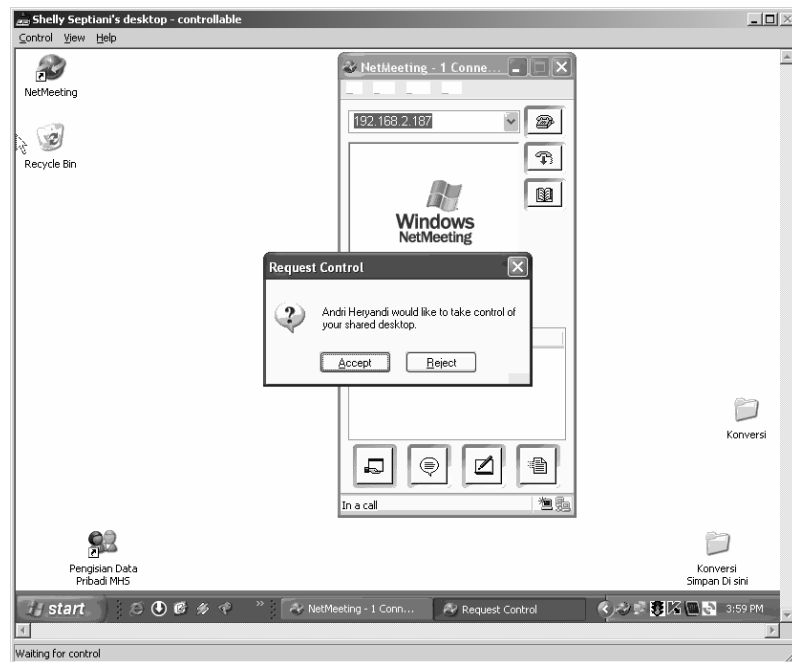 Shelly Septiani's desktop - controllable
Control View Help
NetMeeting
Recycle Bin
NetMeeting - 1 Conne...
192.168.2.187
Windows
NetMeeting
Request Control
Andri Heryandi would like to take control of
your shared desktop.
Accept Reject
In a call
Konversi
Pengisian Data
Pribadi MHS
Konversi
Simpan Di sini
start NetMeeting - 1 Conn... Request Control 3:59 PM
Waiting for control